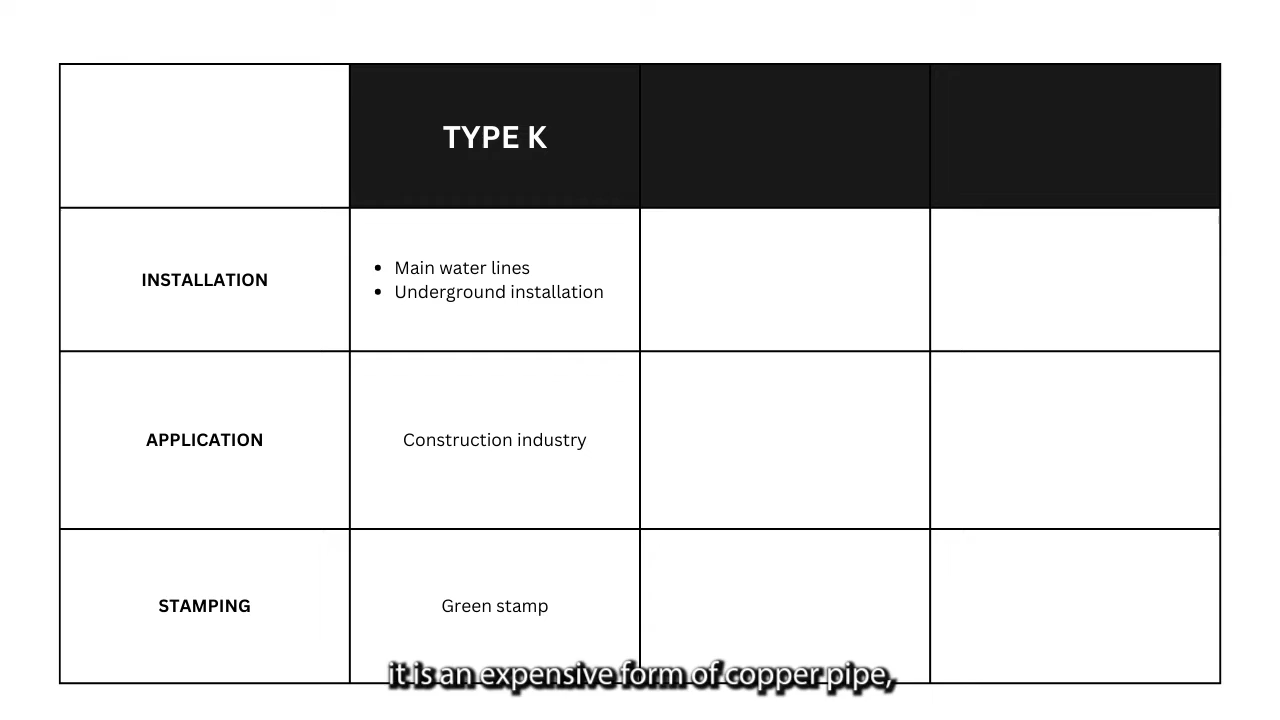 TYPE K
INSTALLATION
• Main water lines
• Underground installation
APPLICATION
Construction industry
STAMPING
Green stamp
it is an expensive form of copper pipe,